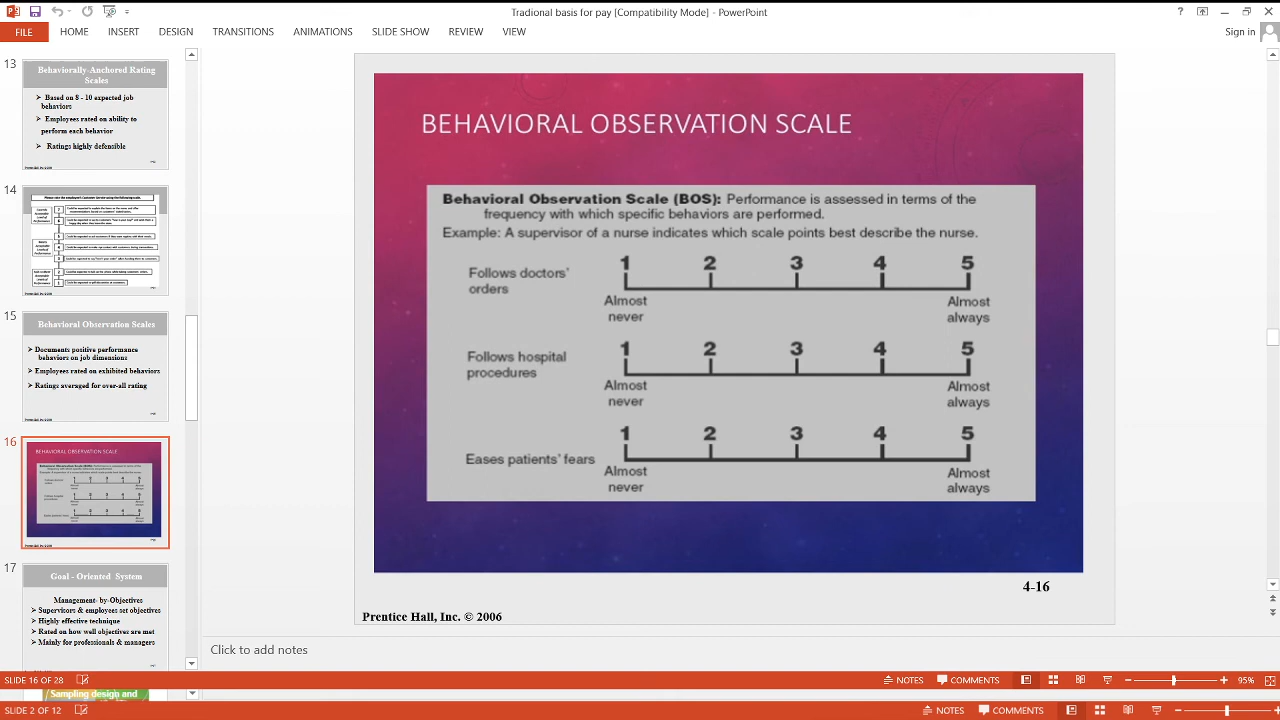 Tradional basis for pay [Compatibility Mode] - PowerPoint
?
FILE HOME INSERT DESIGN TRANSITIONS ANIMATIONS SLIDE SHOW REVIEW VIEW
Sign in
13
Behaviorally-Anchored Rating
Scales
Based on 8 - 10 expected job
behaviors
Employees rated on ability to
perform each behavior
Ratings highly defensible
14
15
Behavioral Observation Scales
Documents positive performance
behaviors on job dimensions
Employees rated on exhibited behaviors
Ratings averaged for over-all rating
16
BEHAVIORAL OBSERVATION SCALE
17
Goal - Oriented System
Management- by-Objectives
Supervisors & employees set objectives
Highly effective technique
Rated on how well objectives are met
Mainly for professionals & managers
BEHAVIORAL OBSERVATION SCALE
Behavioral Observation Scale (BOS): Performance is assessed in terms of the
frequency with which specific behaviors are performed.
Example: A supervisor of a nurse indicates which scale points best describe the nurse.
Follows doctors'
orders
1 2 3 4 5
Almost
never
Almost
always
Follows hospital
procedures
1 2 3 4 5
Almost
never
Almost
always
Eases patients' fears
1 2 3 4 5
Almost
never
Almost
always
4-16
Prentice Hall, Inc. © 2006
Click to add notes
SLIDE 16 OF 28 NOTES COMMENTS 95%
Sampling design and
SLIDE 2 OF 12 NOTES COMMENTS